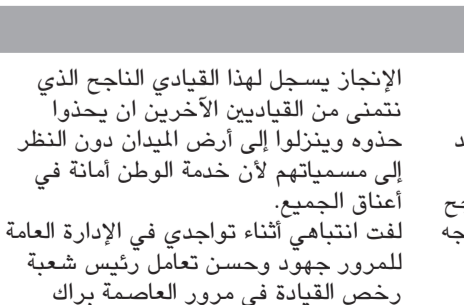 الإنجاز يسجل لهذا القيادي الناجح الذي
نتمنى من القياديين الآخرين ان يحذوا
حذوه وينزلوا إلى أرض الميدان دون النظر
إلى مسمياتهم لأن خدمة الوطن أمانة في
أعناق الجميع.
لفت انتباهي أثناء تواجدي في الإدارة العامة
للمرور جهود وحسن تعامل رئيس شعبة
رخص القيادة في مرور العاصمة براك